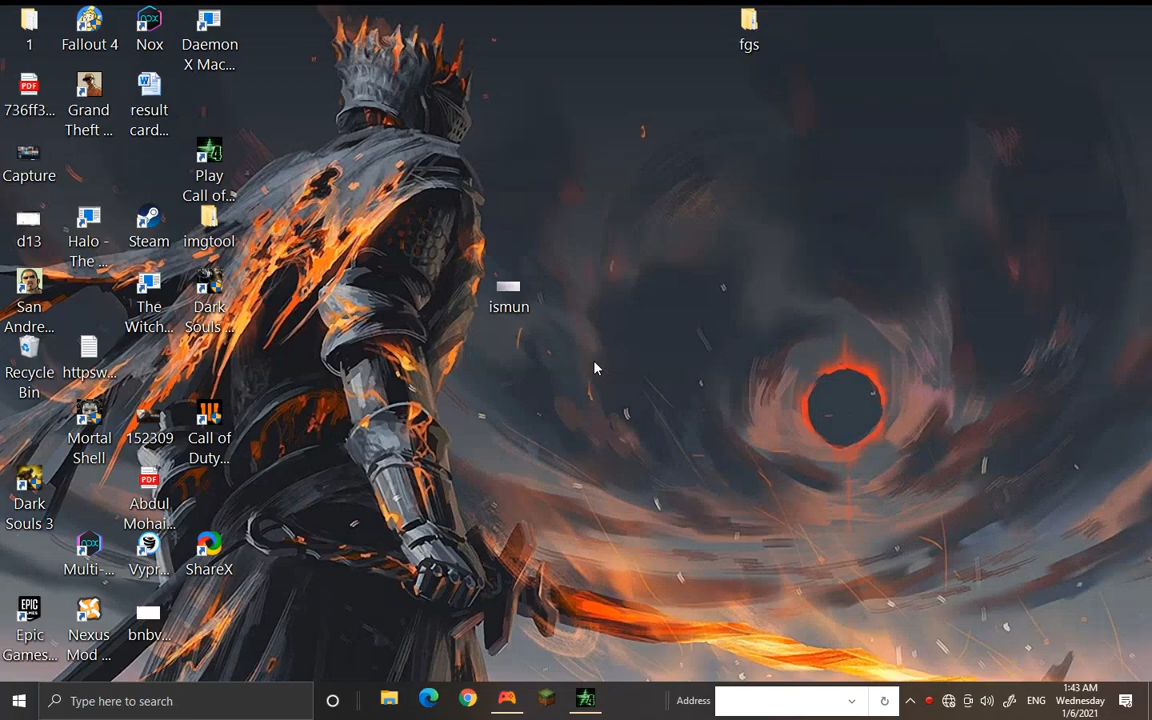 1
Fallout 4
Nox
Daemon
X Mac...
fgs
PDF
736ff3...
Grand
Theft ...
result
card...
Capture
Play
Call of...
d13
Halo -
The ...
Steam
imgtool
San
Andre...
The
Witch...
Dark
Souls ...
ismun
Recycle
Bin
httpsw...
Mortal
Shell
152309
Call of
Duty...
Dark
Souls 3
PDF
Abdul
Mohai...
Multi-...
Vypr...
ShareX
EPIC
Epic
Games...
Nexus
Mod ...
bnbv...
Type here to search
Address
ENG
1:43 AM
Wednesday
1/6/2021